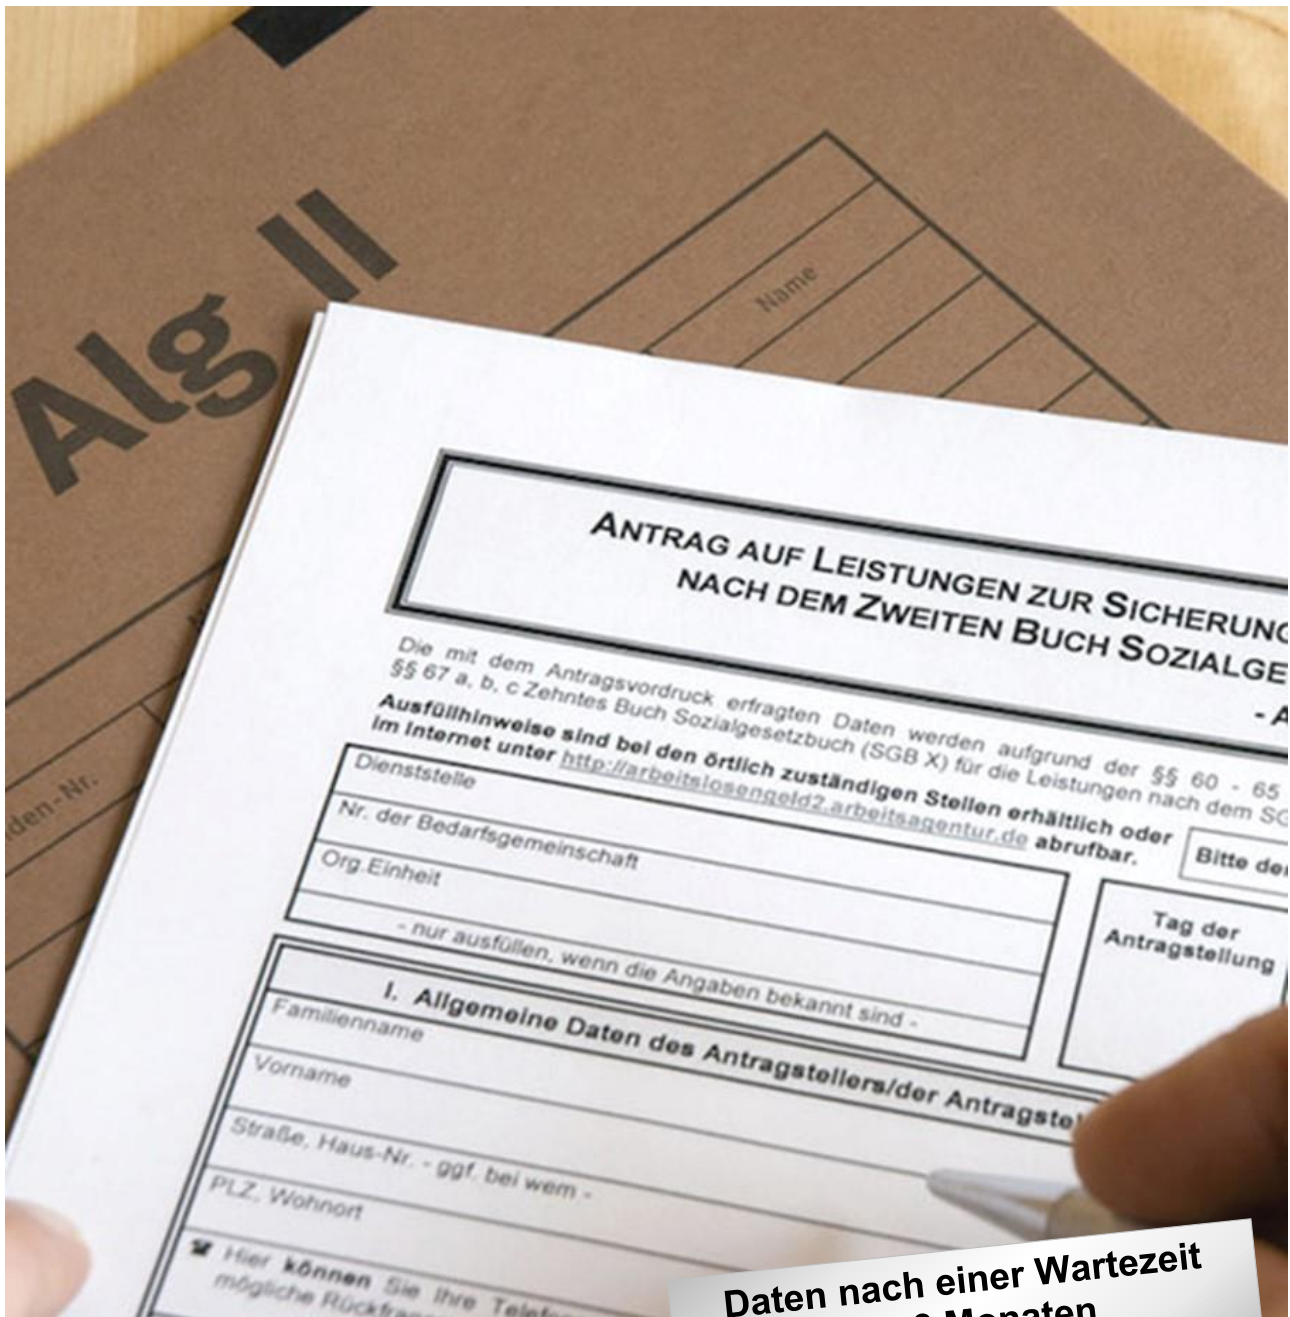 Alg II
Name
ANTRAG AUF LEISTUNGEN ZUR SICHERUNG
NACH DEM ZWEITEN BUCH SOZIALGE
- A
Die mit dem Antragsvordruck erfragten Daten werden aufgrund der §§ 60 - 65
§§ 67 a, b, c Zehntes Buch Sozialgesetzbuch (SGB X) für die Leistungen nach dem SG
Ausfüllhinweise sind bei den örtlich zuständigen Stellen erhältlich oder
im Internet unter http://arbeitslosengeld2.arbeitsagentur.de abrufbar.
Bitte de
Dienststelle
Nr. der Bedarfsgemeinschaft
Org.Einheit
- nur ausfüllen, wenn die Angaben bekannt sind -
Tag der
Antragstellung
den-Nr.
I. Allgemeine Daten des Antragstellers/der Antragstel
Familienname
Vorname
Straße, Haus-Nr. - ggf. bei wem -
PLZ, Wohnort
Hier können Sie Ihre Telefo
mögliche Rückfrag
Daten nach einer Wartezeit
Monaten